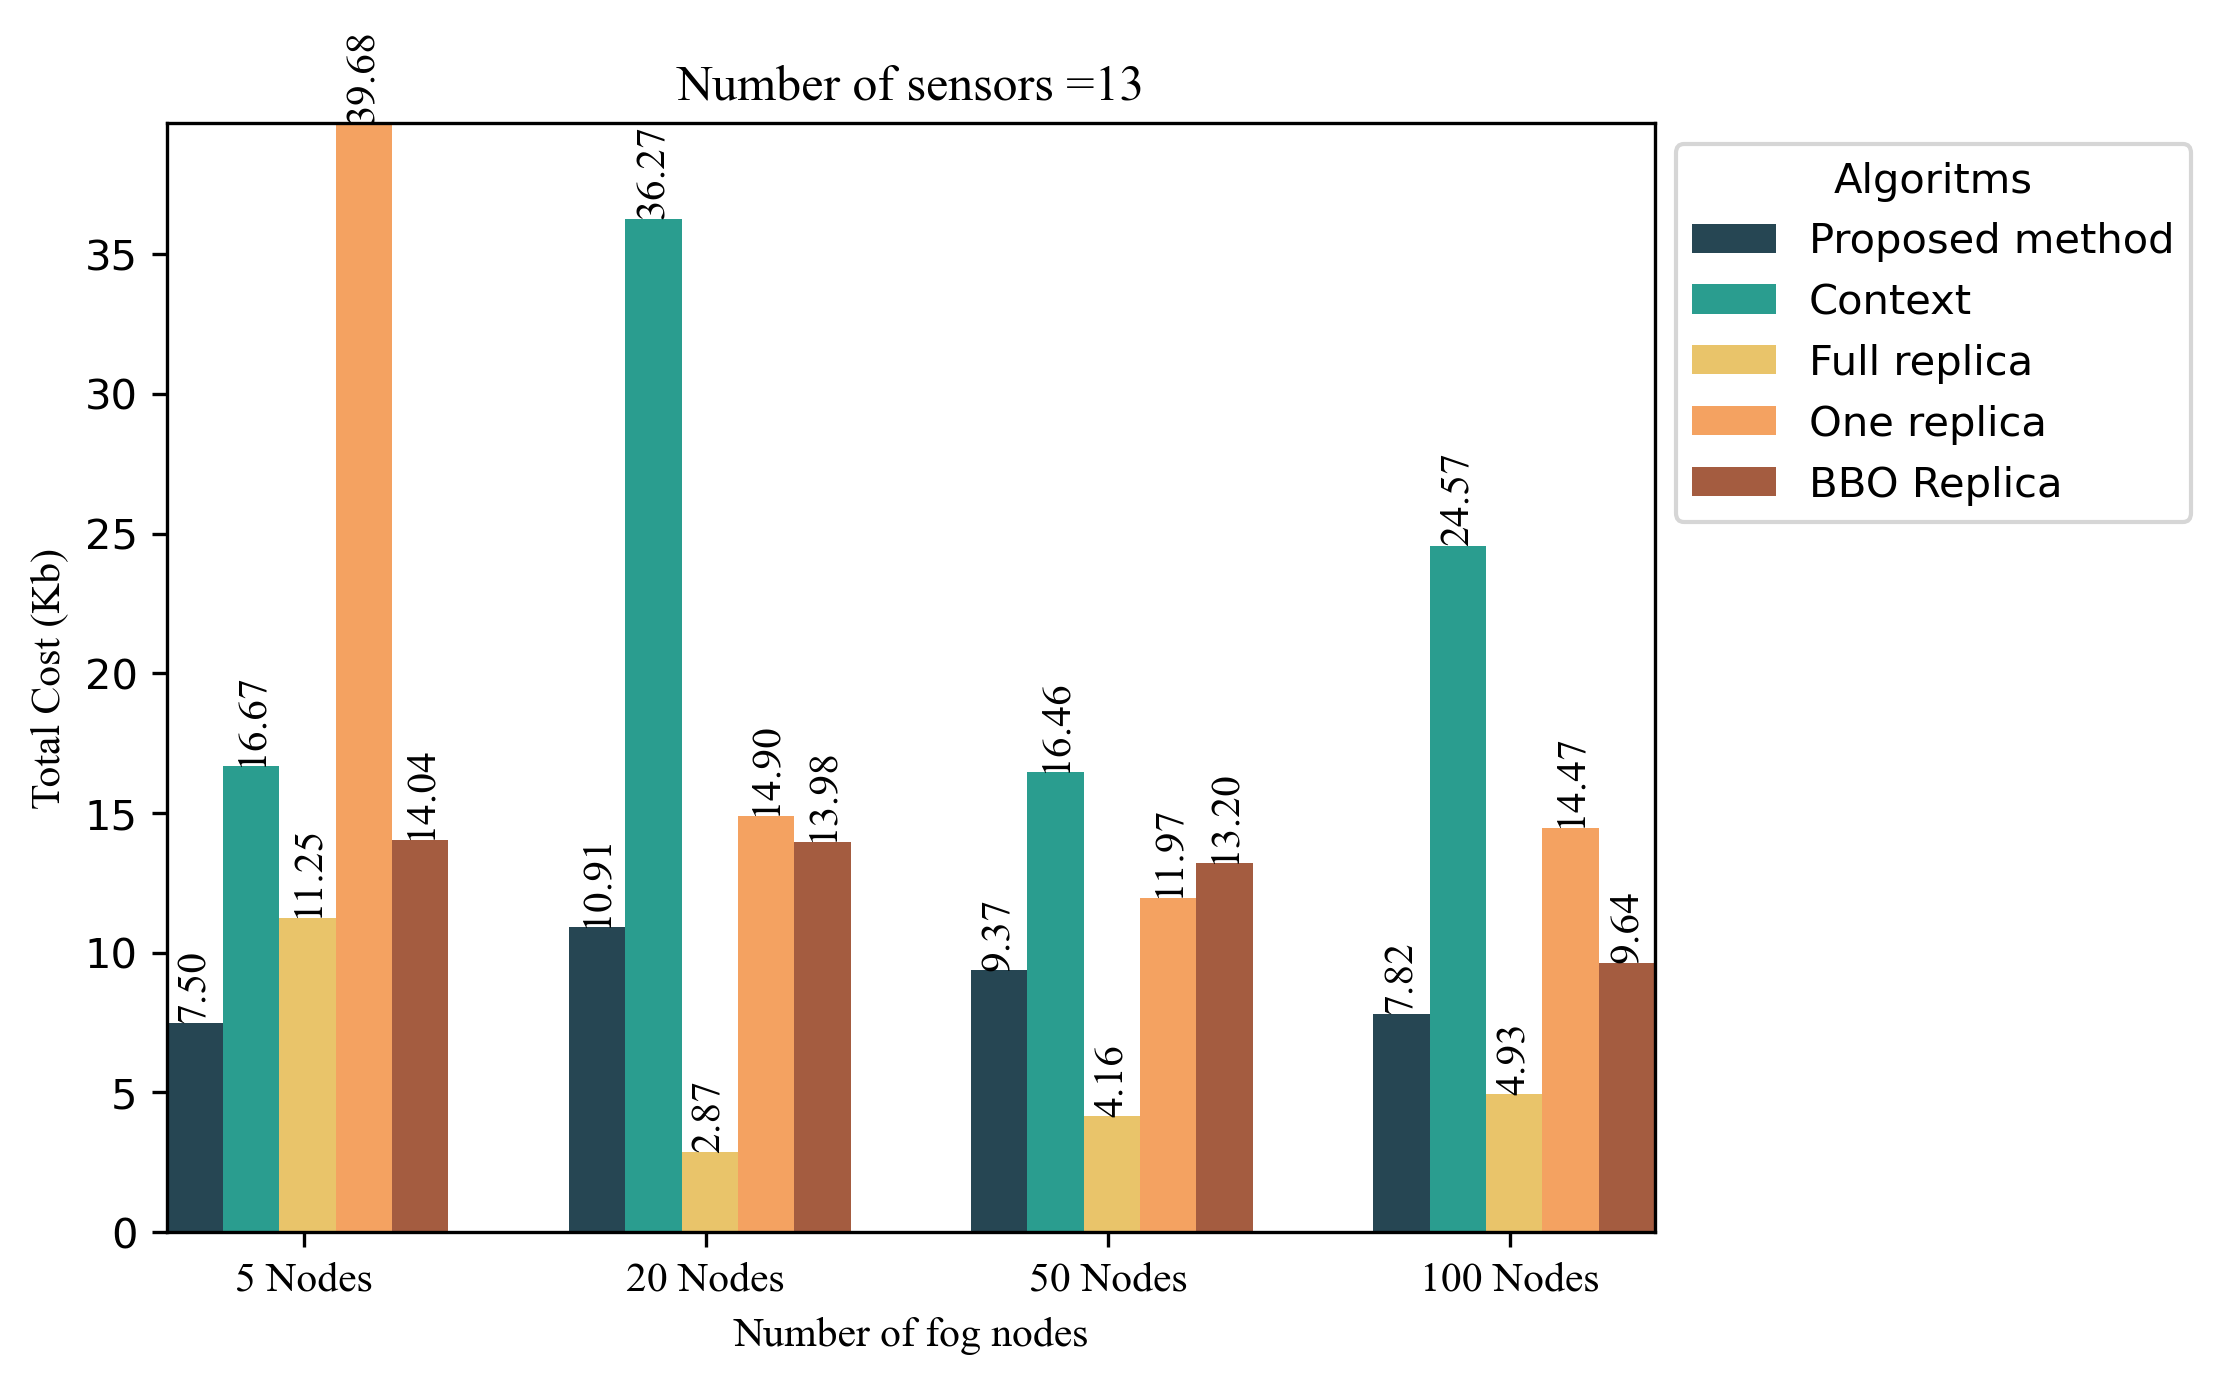 Number of sensors =13
39.68
36.27
24.57
16.67
14.04
11.25
7.50
10.91
2.87
14.90
13.98
9.37
16.46
4.16
11.97
13.20
7.82
4.93
14.47
9.64
35
30
25
20
15
10
5
0
Total Cost (Kb)
5 Nodes
20 Nodes
50 Nodes
100 Nodes
Number of fog nodes
Algoritms
Proposed method
Context
Full replica
One replica
BBO Replica